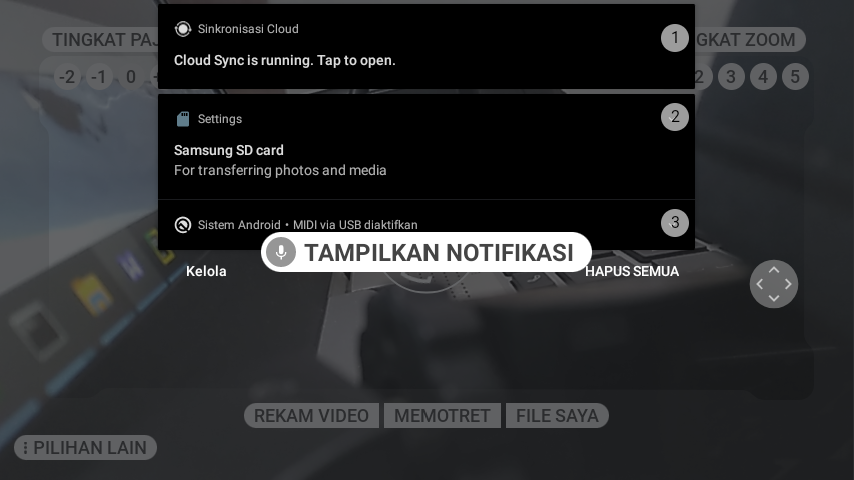 Sinkronisasi Cloud
1
Cloud Sync is running. Tap to open.
TINGKAT PAJ
GKAT ZOOM
-2 -1 0
2 3 4 5
Settings
2
Samsung SD card
For transferring photos and media
Sistem Android • MIDI via USB diaktifkan
3
TAMPILKAN NOTIFIKASI
Kelola
HAPUS SEMUA
REKAM VIDEO
MEMOTRET
FILE SAYA
PILIHAN LAIN